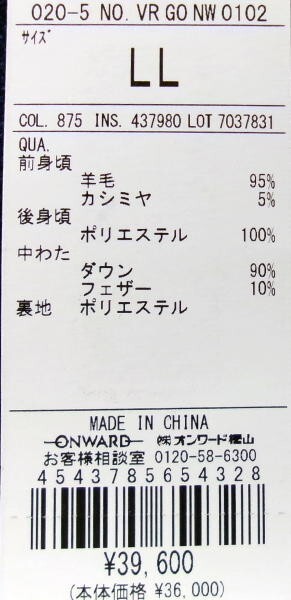 020-5 NO. VR GO NW 0102
サイズ
LL
COL. 875 INS. 437980 LOT 7037831
QUA.
前身頃
羊毛 95%
カシミヤ 5%
後身頃
ポリエステル 100%
中わた
ダウン 90%
フェザー 10%
裏地 ポリエステル
MADE IN CHINA
ONWARD ㈱オンワード樫山
お客様相談室 0120-58-6300
4543785654328
¥39,600
(本体価格 ¥36,000)